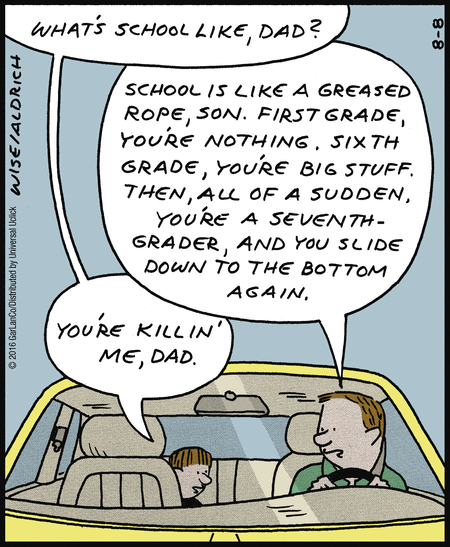 WHAT'S SCHOOL LIKE, DAD?
SCHOOL IS LIKE A GREASED
ROPE, SON. FIRST GRADE,
YOU'RE NOTHING. SIXTH
GRADE, YOU'RE BIG STUFF.
THEN, ALL OF A SUDDEN,
YOU'RE A SEVENTH-
GRADER, AND YOU SLIDE
DOWN TO THE BOTTOM
AGAIN.
YOU'RE KILLIN'
ME, DAD.
8-8
WISE/ALDRICH
© 2016 GarLanCo/Distributed by Universal Uclick